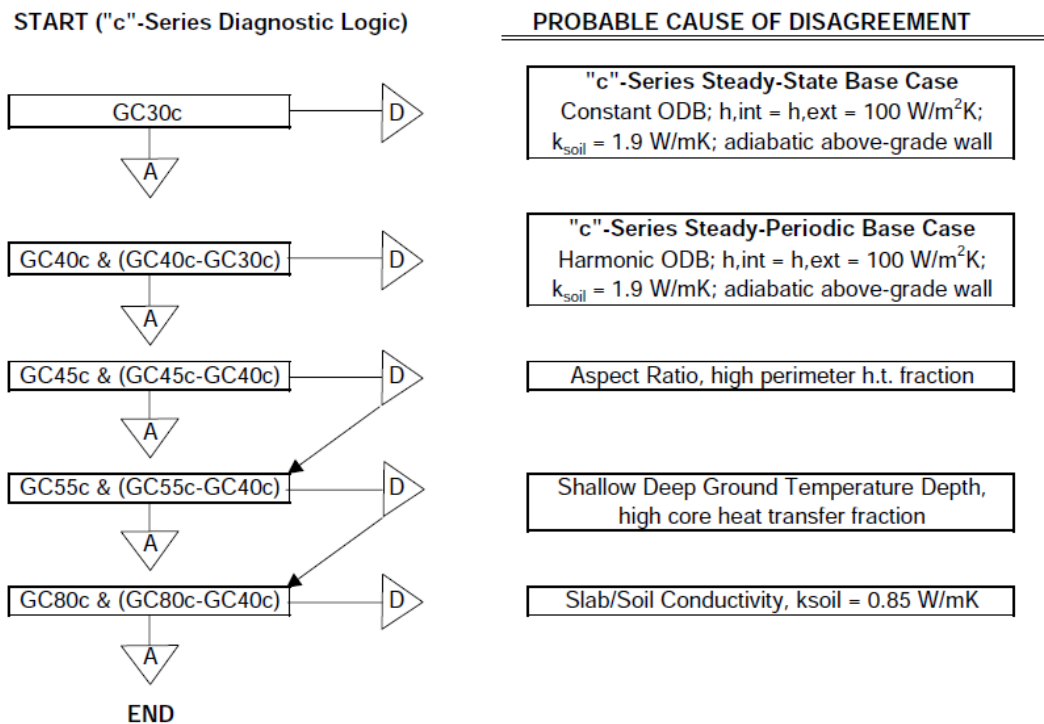 START ("c"-Series Diagnostic Logic)
PROBABLE CAUSE OF DISAGREEMENT
GC30c
D
"c"-Series Steady-State Base Case
Constant ODB; h,int = h,ext = 100 W/m²K;
k_soil = 1.9 W/mK; adiabatic above-grade wall
A
GC40c & (GC40c-GC30c)
D
"c"-Series Steady-Periodic Base Case
Harmonic ODB; h,int = h,ext = 100 W/m²K;
k_soil = 1.9 W/mK; adiabatic above-grade wall
A
GC45c & (GC45c-GC40c)
D
Aspect Ratio, high perimeter h.t. fraction
A
GC55c & (GC55c-GC40c)
D
Shallow Deep Ground Temperature Depth,
high core heat transfer fraction
A
GC80c & (GC80c-GC40c)
D
Slab/Soil Conductivity, ksoil = 0.85 W/mK
A
END